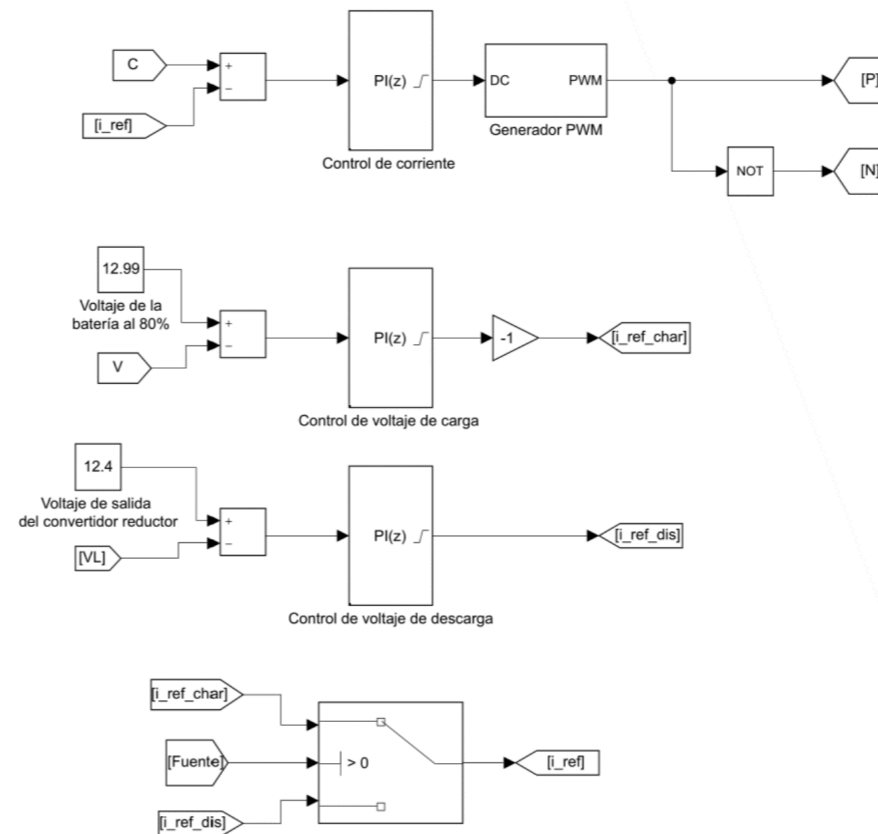 C
+
−
[i_ref]
PI(z)
Control de corriente
DC
PWM
Generador PWM
[P]
NOT
[N]
12.99
Voltaje de la
batería al 80%
+
−
V
PI(z)
-1
[i_ref_char]
Control de voltaje de carga
12.4
Voltaje de salida
del convertidor reductor
+
−
[VL]
PI(z)
[i_ref_dis]
Control de voltaje de descarga
[i_ref_char]
[Fuente]
> 0
[i_ref]
[i_ref_dis]